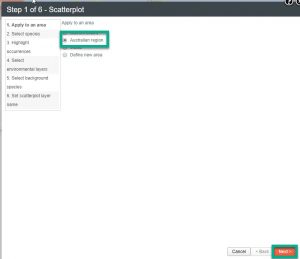 Step 1 of 6 - Scatterplot
1. Apply to an area
2. Select species
3. Highlight
occurrences
4. Select
environmental layers
5. Select background
species
6. Set scatterplot layer
name
Apply to an area
Australian region
Define new area
Cancel
< Back
Next >